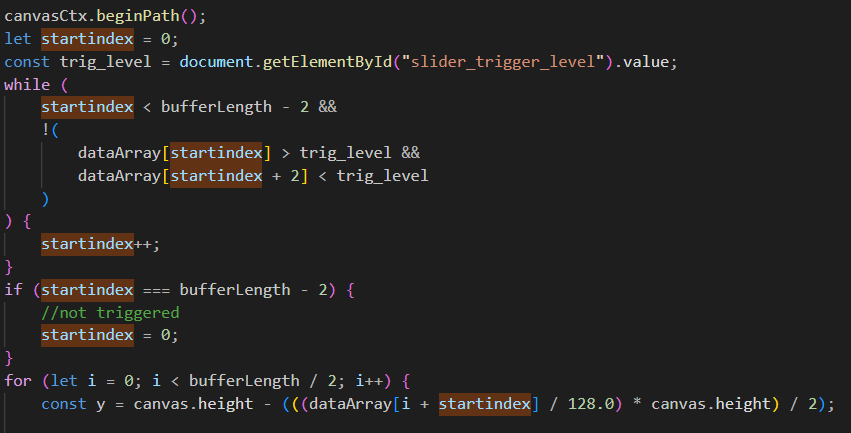 canvasCtx.beginPath();
let startindex = 0;
const trig_level = document.getElementById("slider_trigger_level").value;
while (
    startindex < bufferLength - 2 &&
    !(
        dataArray[startindex] > trig_level &&
        dataArray[startindex + 2] < trig_level
    )
) {
    startindex++;
}
if (startindex === bufferLength - 2) {
    //not triggered
    startindex = 0;
}
for (let i = 0; i < bufferLength / 2; i++) {
    const y = canvas.height - (((dataArray[i + startindex] / 128.0) * canvas.height) / 2);